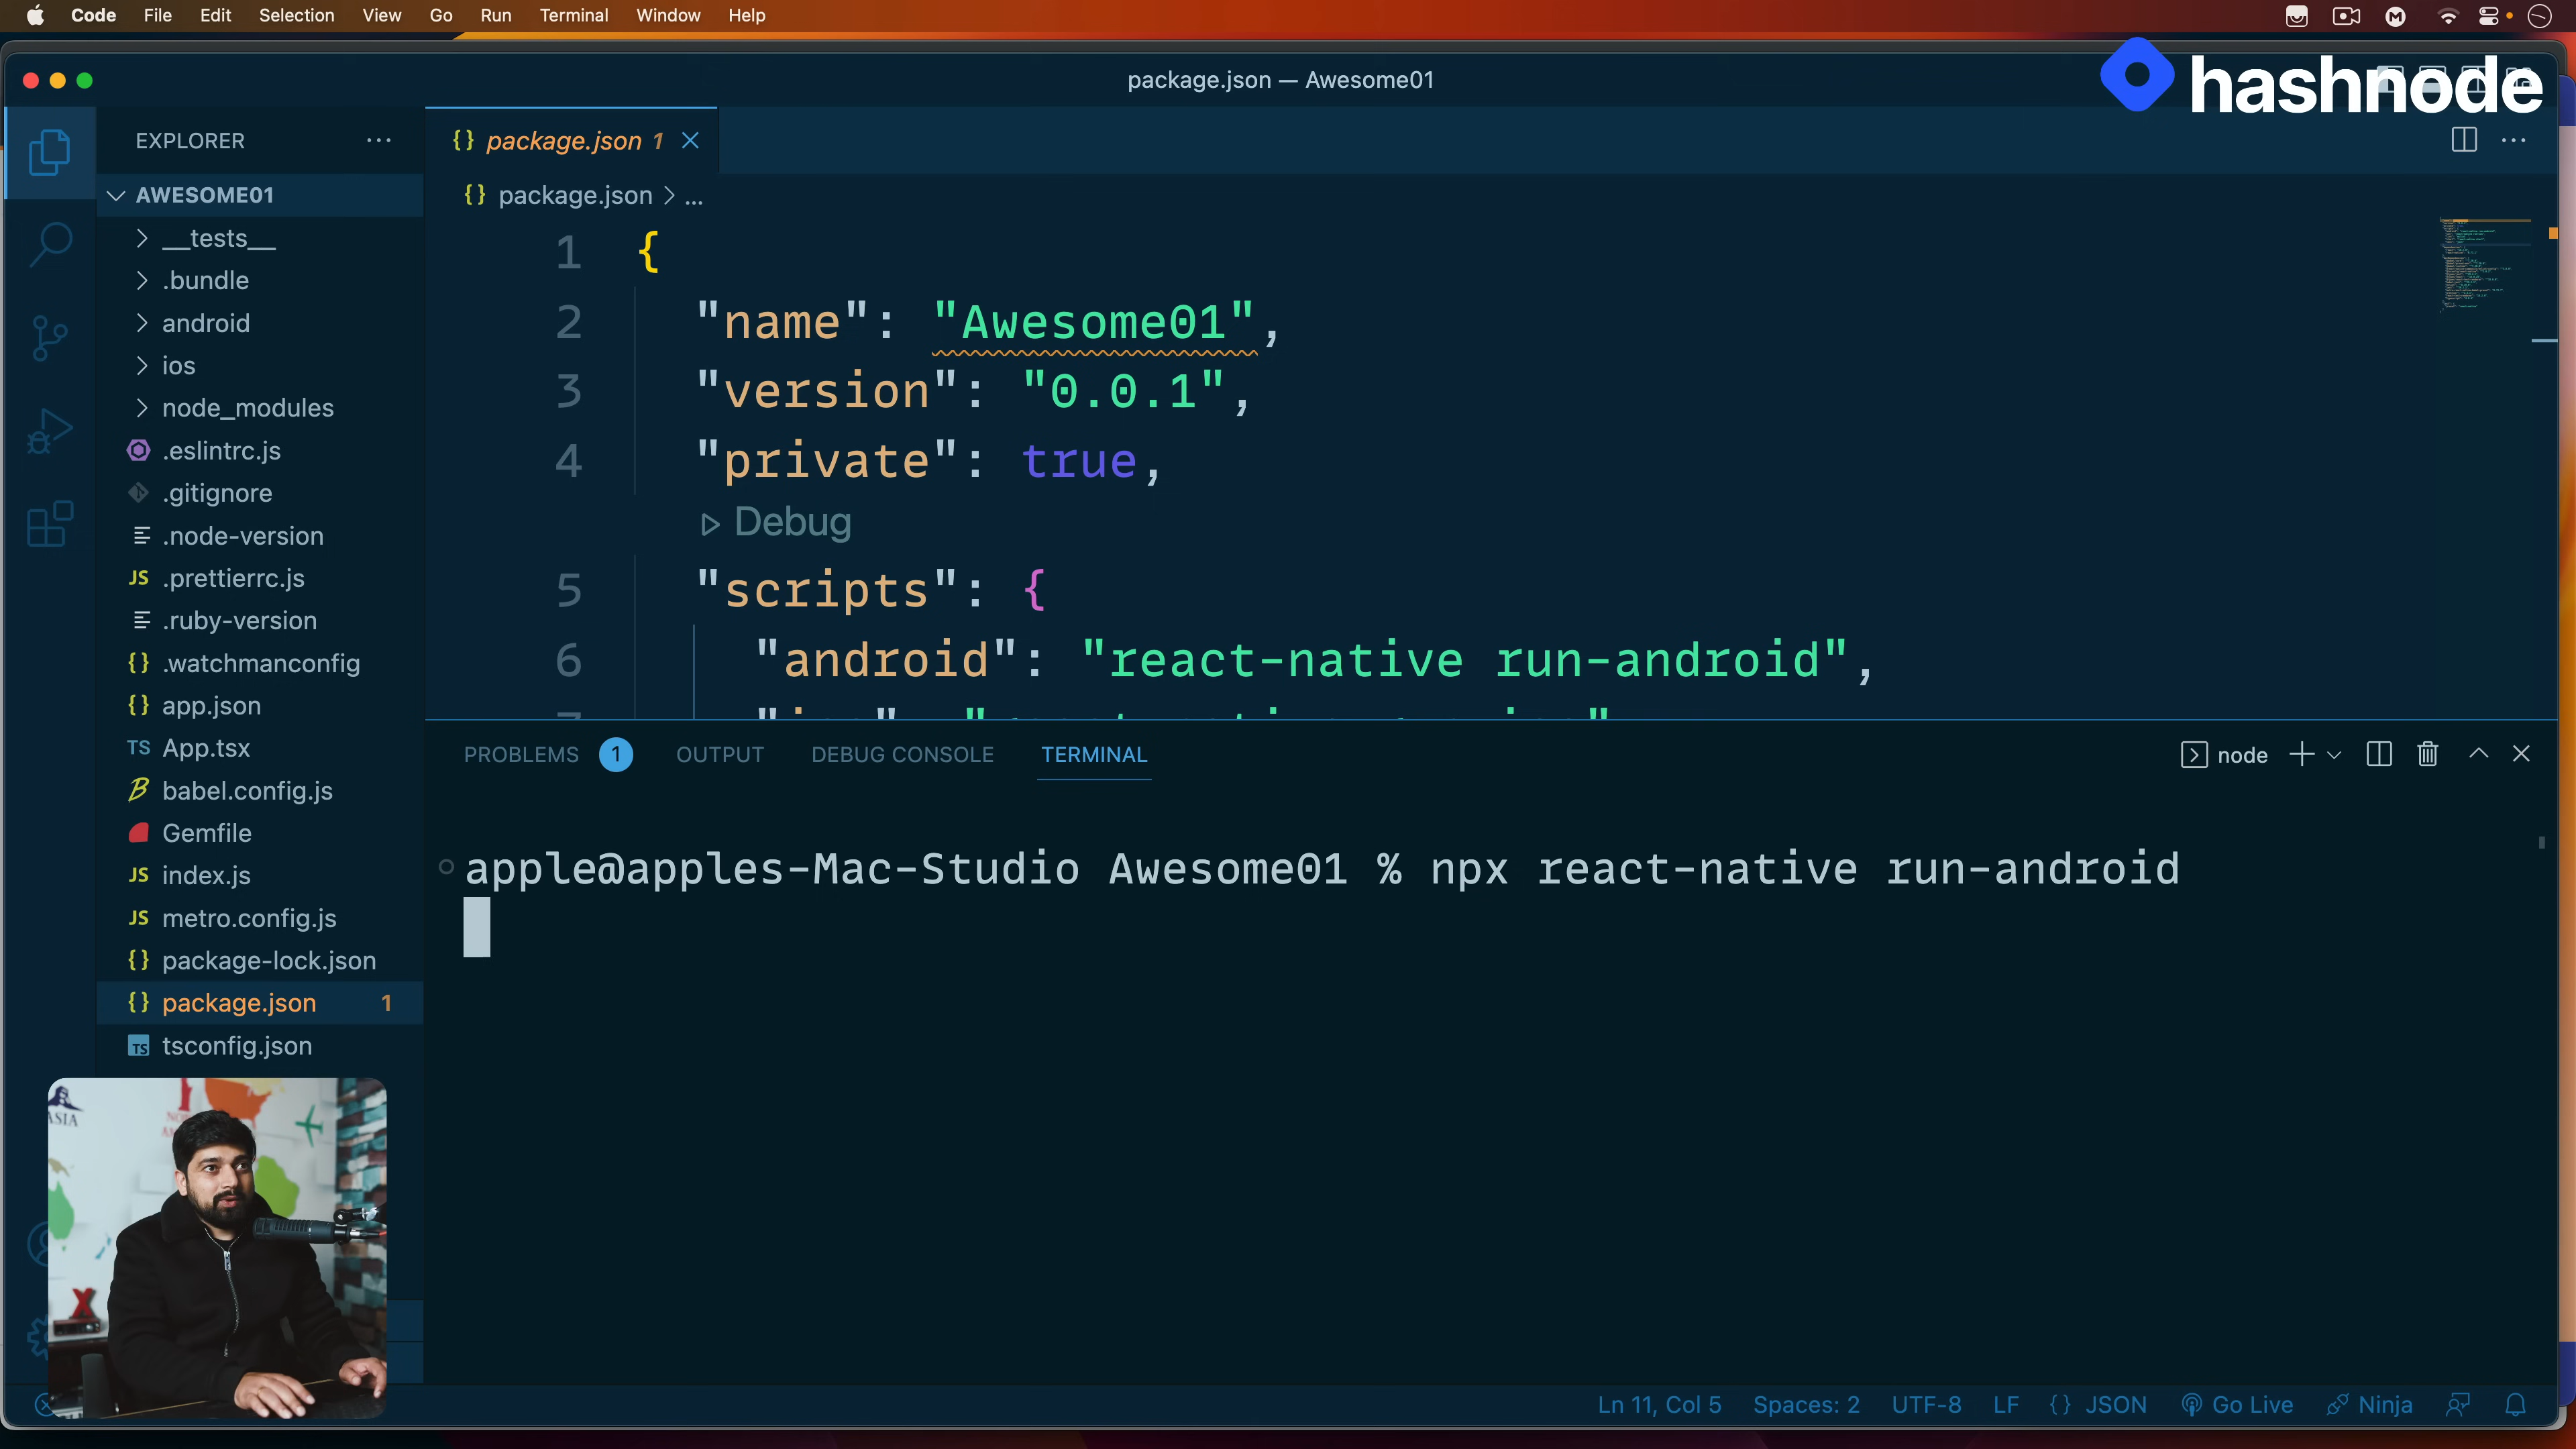 Code File Edit Selection View Go Run Terminal Window Help
package.json — Awesome01
hashnode
EXPLORER
package.json 1
AWESOME01
package.json > ...
__tests__
.bundle
android
ios
node_modules
.eslintrc.js
.gitignore
.node-version
.prettierrc.js
.ruby-version
.watchmanconfig
app.json
App.tsx
babel.config.js
Gemfile
index.js
metro.config.js
package-lock.json
package.json 1
tsconfig.json
1 {
2 "name": "Awesome01",
3 "version": "0.0.1",
4 "private": true,
Debug
5 "scripts": {
6 "android": "react-native run-android",
PROBLEMS 1 OUTPUT DEBUG CONSOLE TERMINAL
node
apple@apples-Mac-Studio Awesome01 % npx react-native run-android
ASIA
Ln 11, Col 5 Spaces: 2 UTF-8 LF {} JSON Go Live Ninja